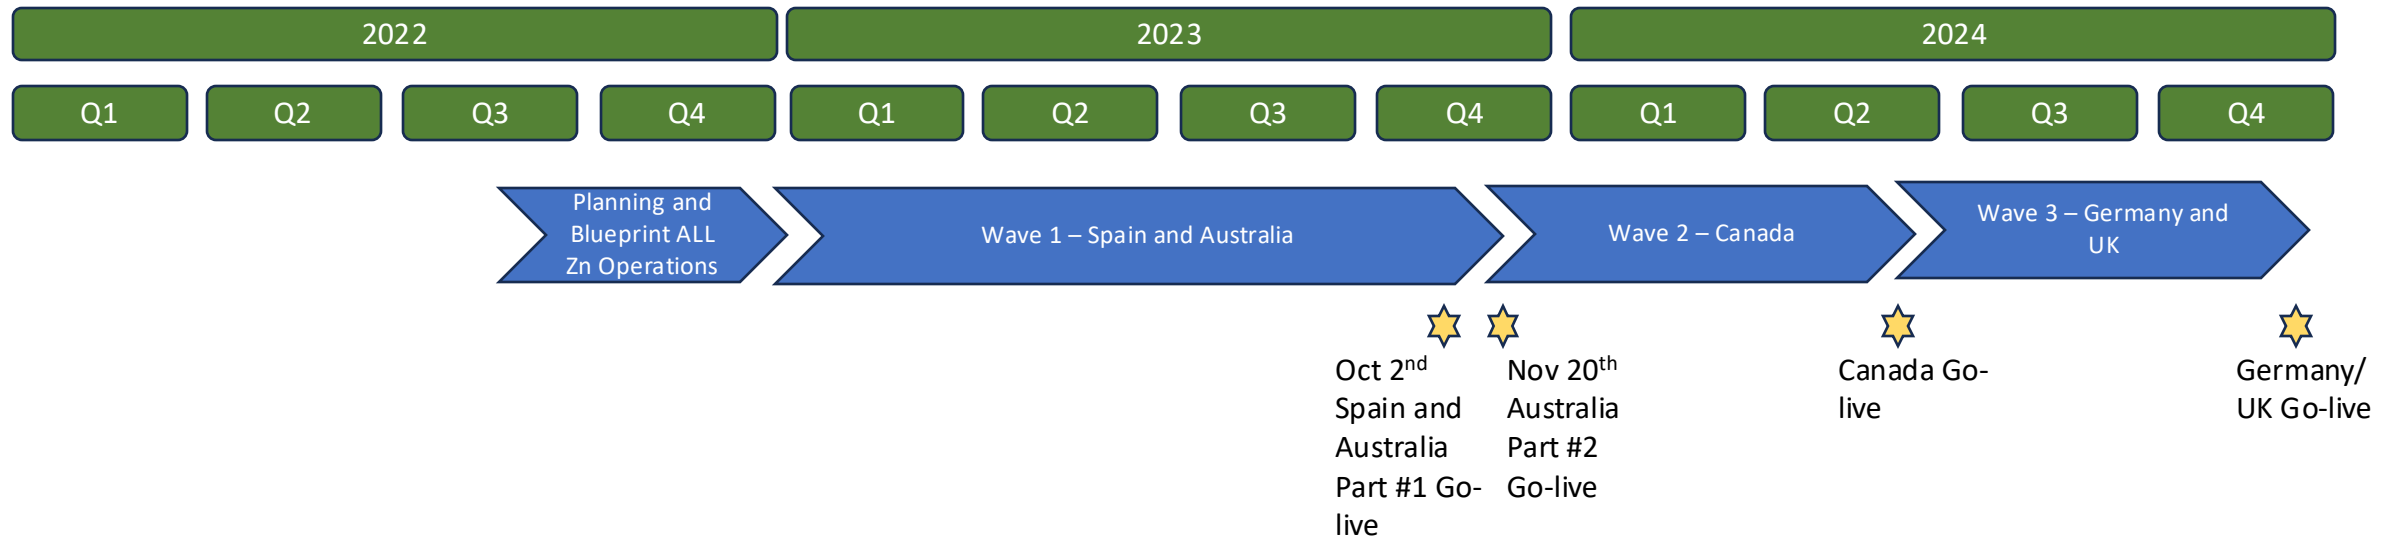 2022
2023
2024
Q1
Q2
Q3
Q4
Q1
Q2
Q3
Q4
Q1
Q2
Q3
Q4
Planning and
Blueprint ALL
Zn Operations
Wave 1 – Spain and Australia
Wave 2 – Canada
Wave 3 – Germany and
UK
Oct 2nd
Spain and
Australia
Part #1 Go-
live
Nov 20th
Australia
Part #2
Go-live
Canada Go-
live
Germany/
UK Go-live